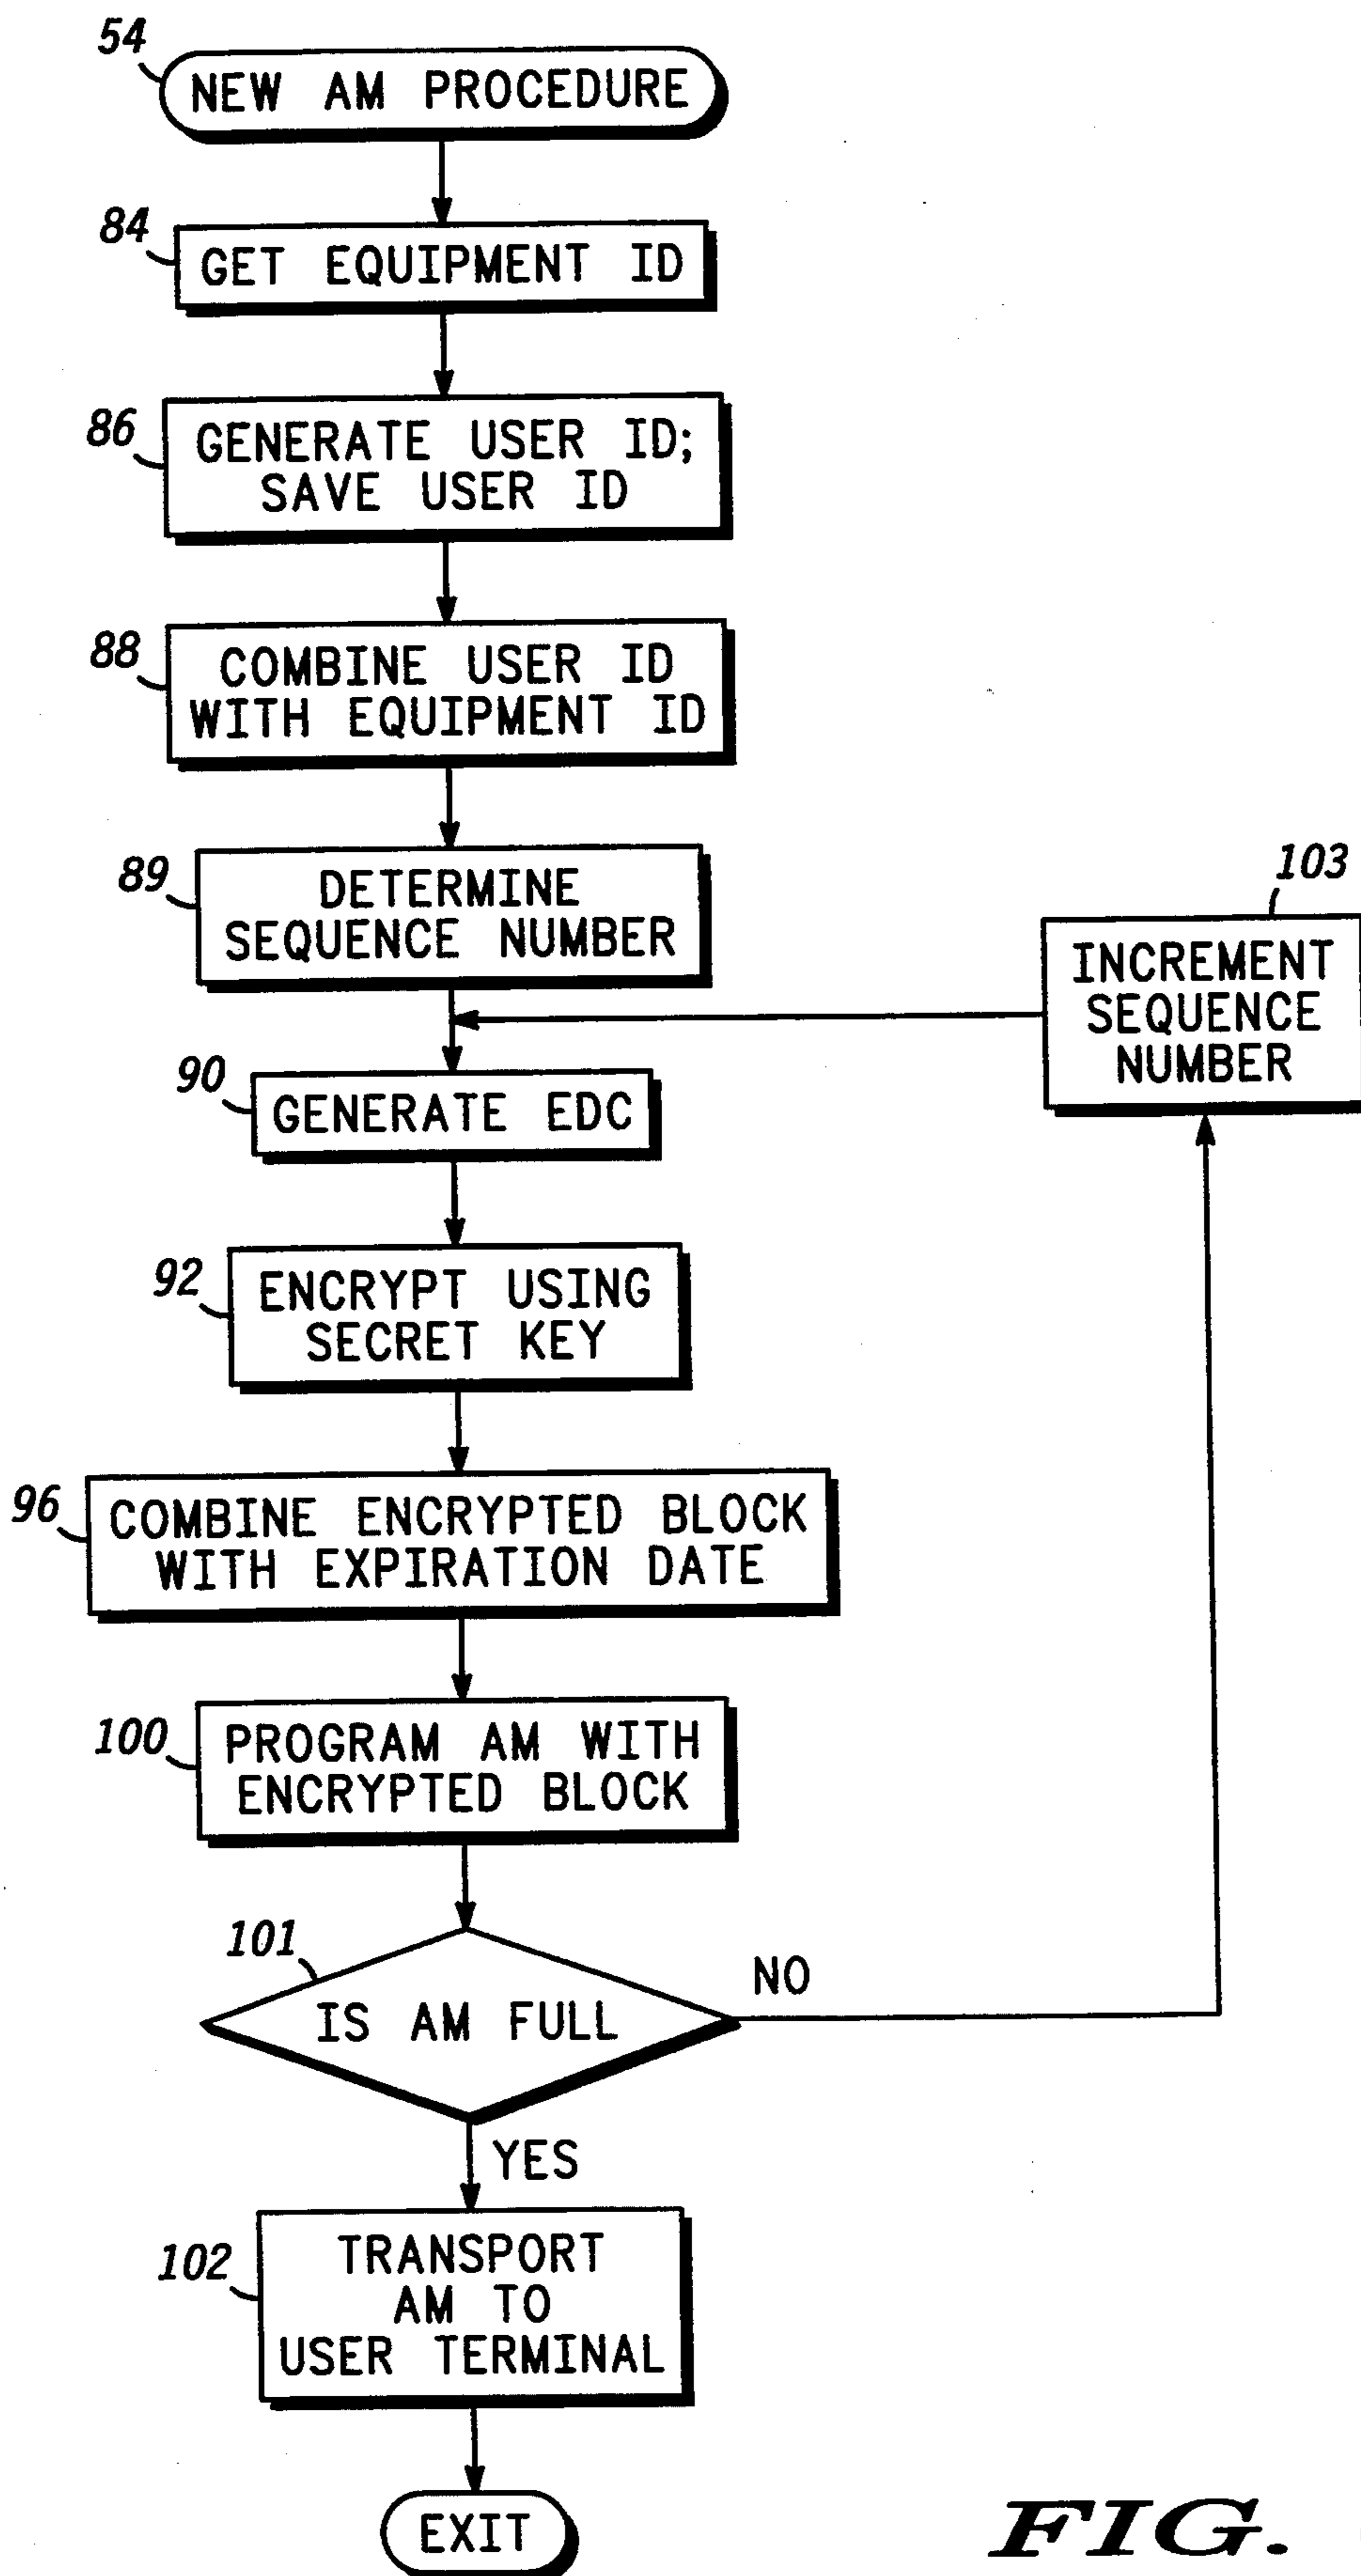 54
NEW AM PROCEDURE
84
GET EQUIPMENT ID
86
GENERATE USER ID;
SAVE USER ID
88
COMBINE USER ID
WITH EQUIPMENT ID
89
DETERMINE
SEQUENCE NUMBER
103
INCREMENT
SEQUENCE
NUMBER
90
GENERATE EDC
92
ENCRYPT USING
SECRET KEY
96
COMBINE ENCRYPTED BLOCK
WITH EXPIRATION DATE
100
PROGRAM AM WITH
ENCRYPTED BLOCK
101
IS AM FULL
NO
YES
102
TRANSPORT
AM TO
USER TERMINAL
EXIT
FIG.